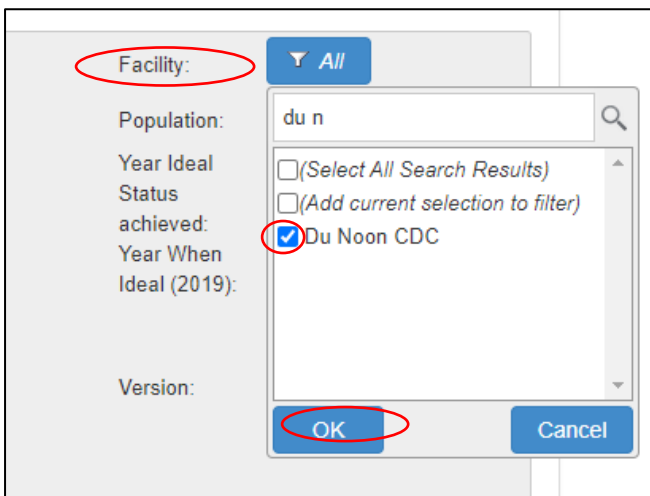 Facility:
All
Population:
du n
Year Ideal
Status
achieved:
Year When
Ideal (2019):
(Select All Search Results)
(Add current selection to filter)
Du Noon CDC
Version:
OK
Cancel